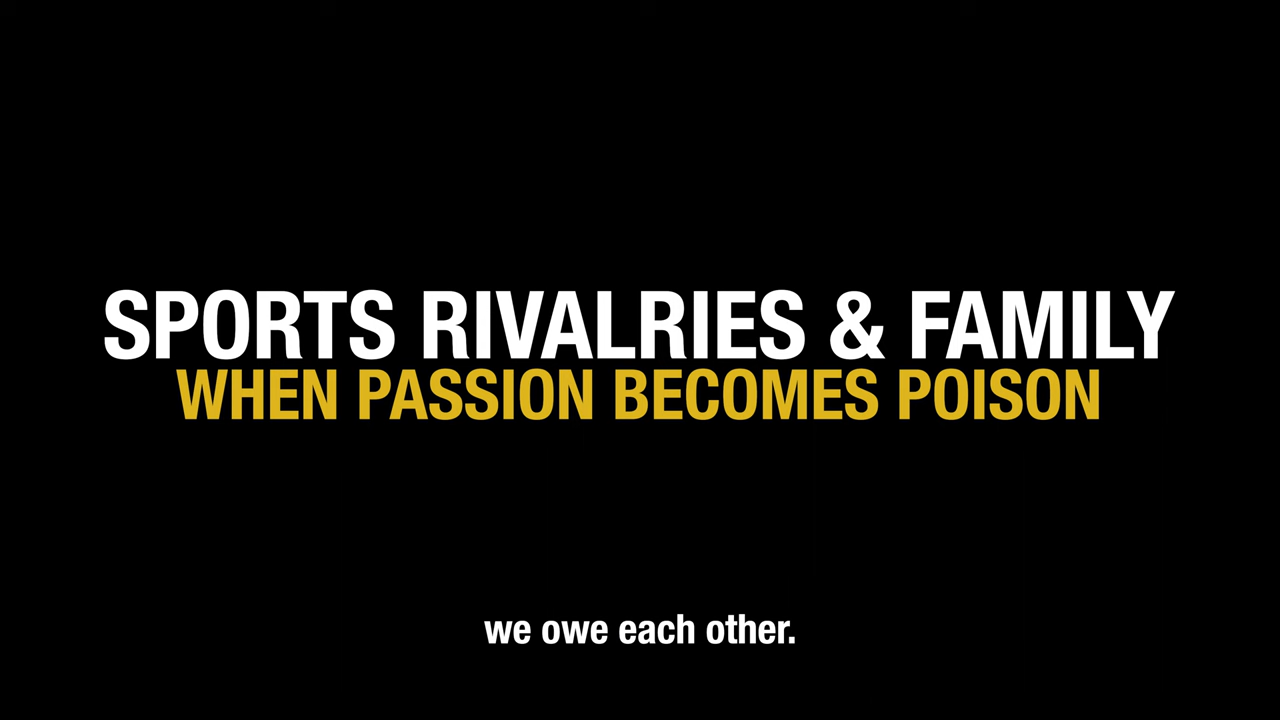 SPORTS RIVALRIES & FAMILY
WHEN PASSION BECOMES POISON
we owe each other.